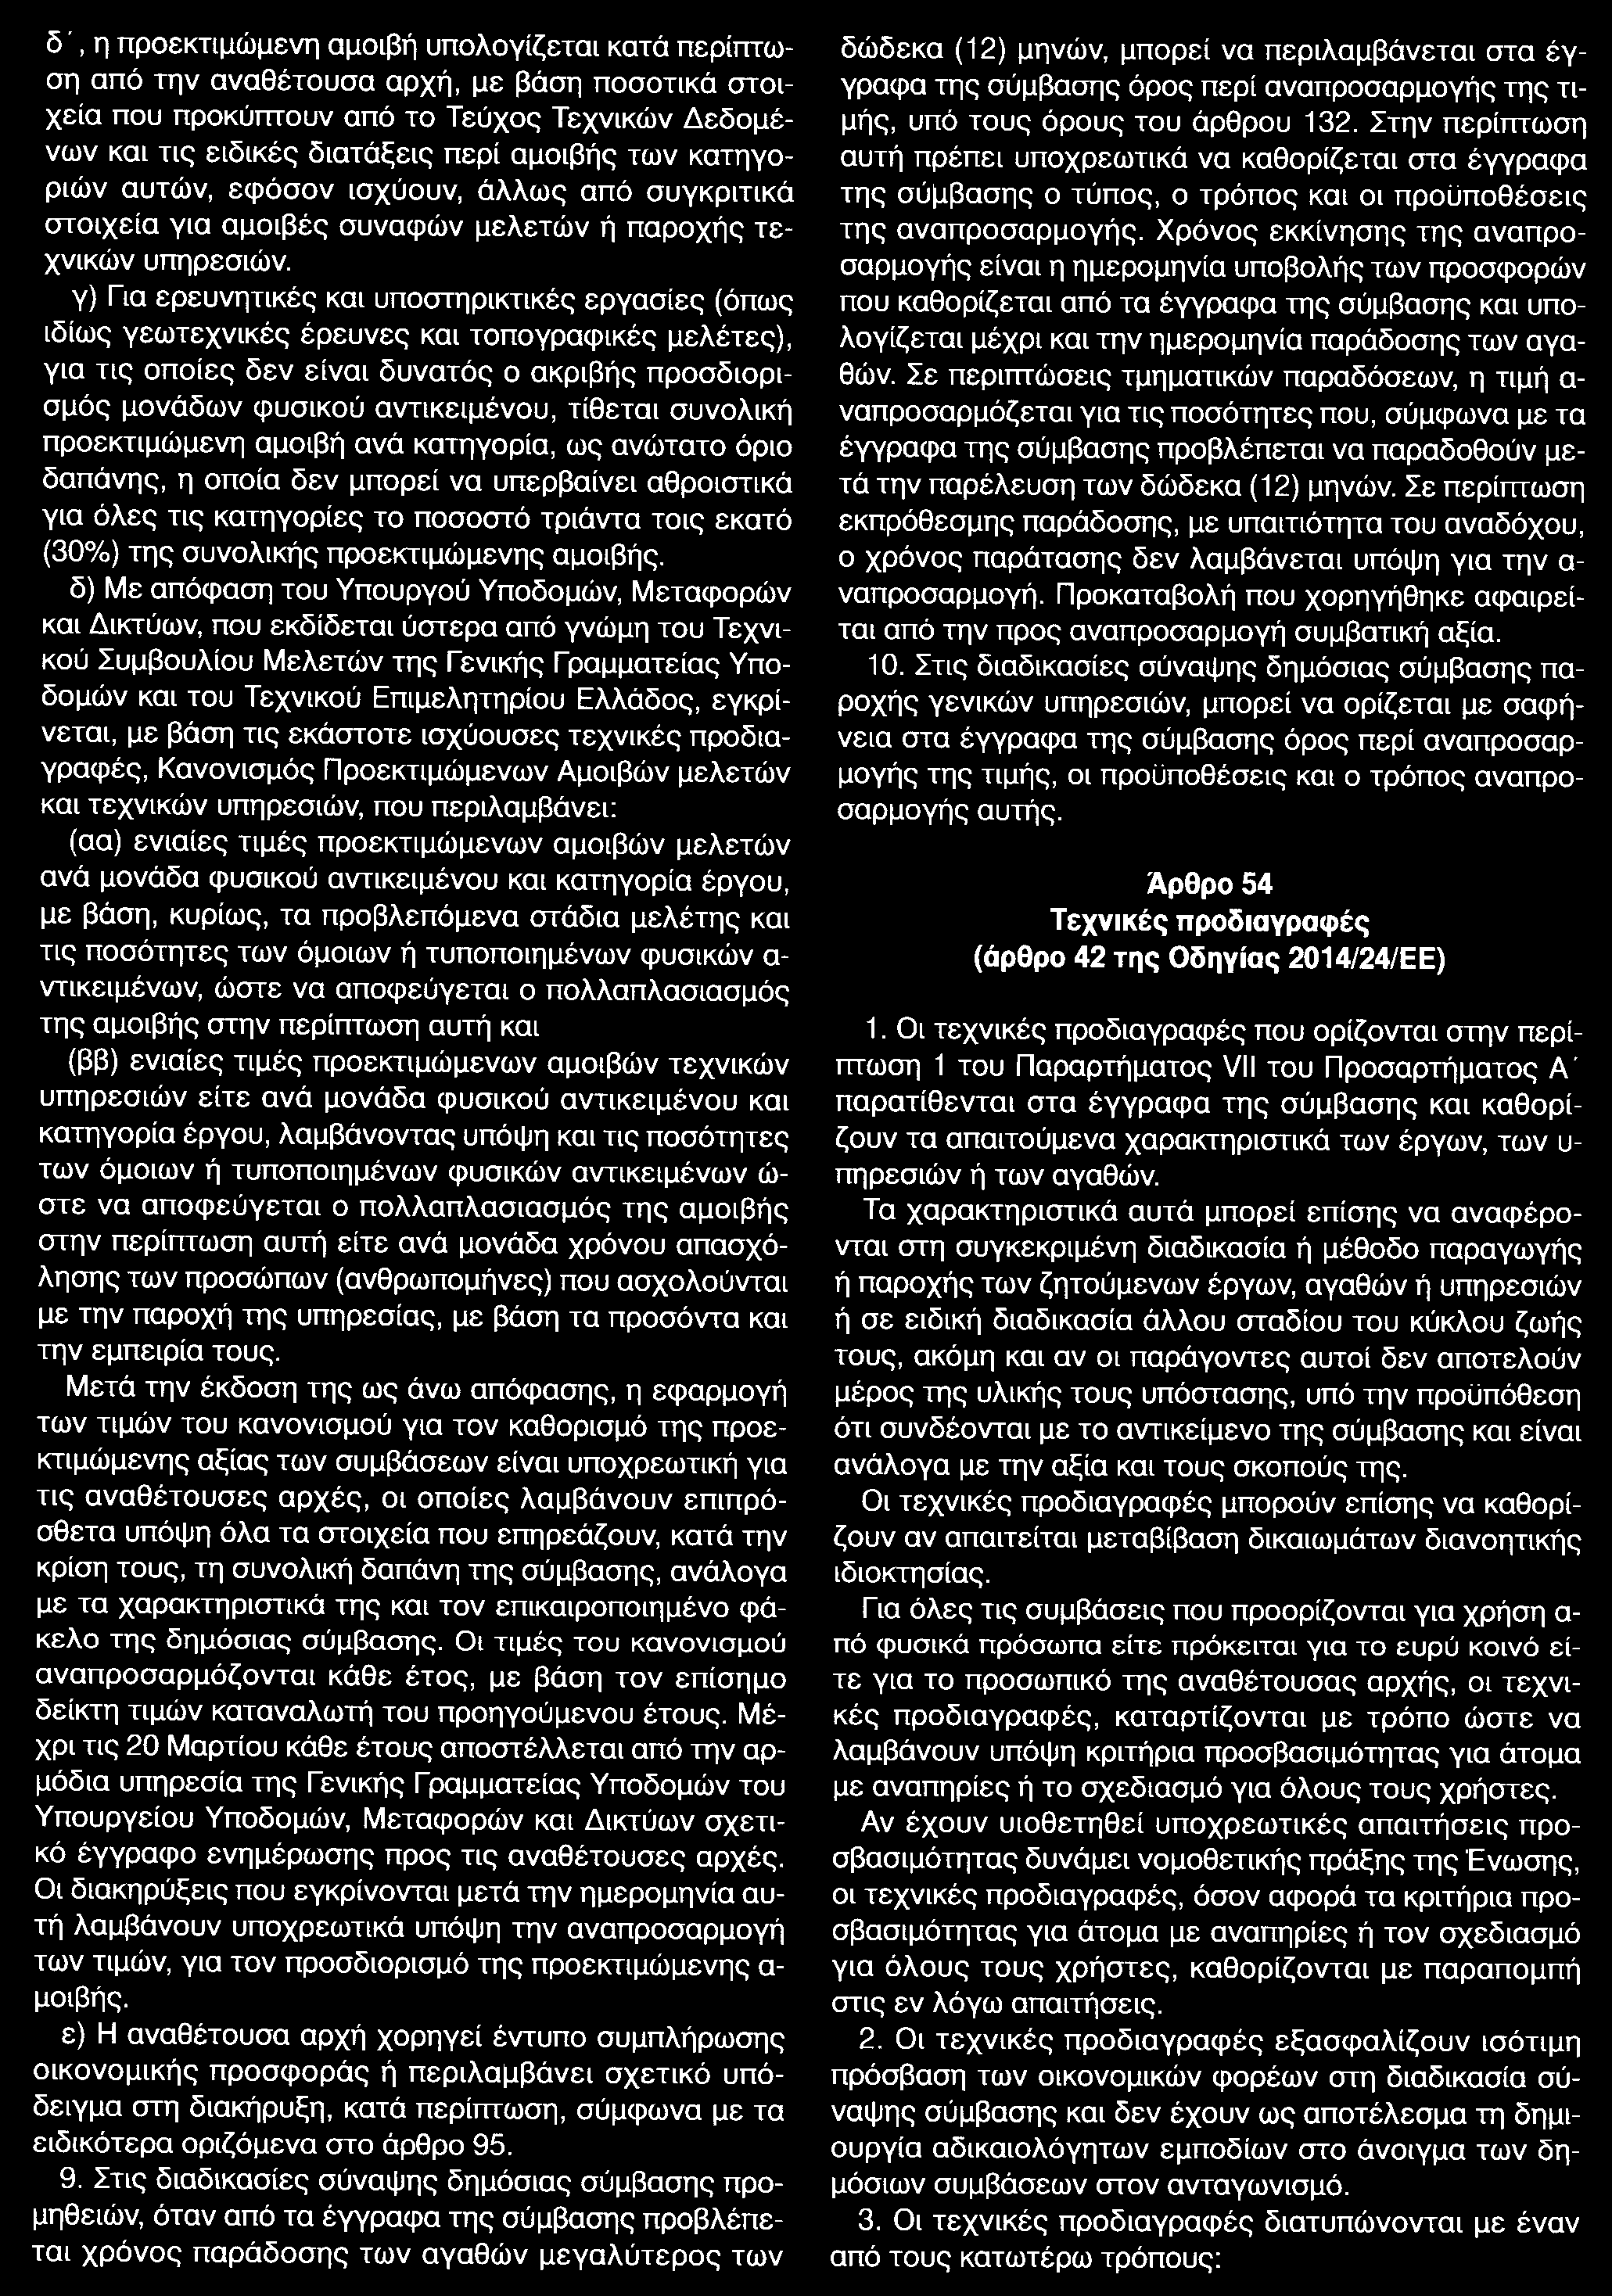 δ΄, η προεκτιμώμενη αμοιβή υπολογίζεται κατά περίπτω-
ση από την αναθέτουσα αρχή, με βάση ποσοτικά στοι-
χεία που προκύπτουν από το Τεύχος Τεχνικών Δεδομέ-
νων και τις ειδικές διατάξεις περί αμοιβής των κατηγο-
ριών αυτών, εφόσον ισχύουν, άλλως από συγκριτικά
στοιχεία για αμοιβές συναφών μελετών ή παροχής τε-
χνικών υπηρεσιών.
γ) Για ερευνητικές και υποστηρικτικές εργασίες (όπως
ιδίως γεωτεχνικές έρευνες και τοπογραφικές μελέτες),
για τις οποίες δεν είναι δυνατός ο ακριβής προσδιορι-
σμός μονάδων φυσικού αντικειμένου, τίθεται συνολική
προεκτιμώμενη αμοιβή ανά κατηγορία, ως ανώτατο όριο
δαπάνης, η οποία δεν μπορεί να υπερβαίνει αθροιστικά
για όλες τις κατηγορίες το ποσοστό τριάντα τοις εκατό
(30%) της συνολικής προεκτιμώμενης αμοιβής.
δ) Με απόφαση του Υπουργού Υποδομών, Μεταφορών
και Δικτύων, που εκδίδεται ύστερα από γνώμη του Τεχνι-
κού Συμβουλίου Μελετών της Γενικής Γραμματείας Υπο-
δομών και του Τεχνικού Επιμελητηρίου Ελλάδος, εγκρί-
νεται, με βάση τις εκάστοτε ισχύουσες τεχνικές προδια-
γραφές, Κανονισμός Προεκτιμώμενων Αμοιβών μελετών
και τεχνικών υπηρεσιών, που περιλαμβάνει:
(αα) ενιαίες τιμές προεκτιμώμενων αμοιβών μελετών
ανά μονάδα φυσικού αντικειμένου και κατηγορία έργου,
με βάση, κυρίως, τα προβλεπόμενα στάδια μελέτης και
τις ποσότητες των όμοιων ή τυποποιημένων φυσικών α-
ντικειμένων, ώστε να αποφεύγεται ο πολλαπλασιασμός
της αμοιβής στην περίπτωση αυτή και
(ββ) ενιαίες τιμές προεκτιμώμενων αμοιβών τεχνικών
υπηρεσιών είτε ανά μονάδα φυσικού αντικειμένου και
κατηγορία έργου, λαμβάνοντας υπόψη και τις ποσότητες
των όμοιων ή τυποποιημένων φυσικών αντικειμένων ώ-
στε να αποφεύγεται ο πολλαπλασιασμός της αμοιβής
στην περίπτωση αυτή είτε ανά μονάδα χρόνου απασχό-
λησης των προσώπων (ανθρωπομήνες) που ασχολούνται
με την παροχή της υπηρεσίας, με βάση τα προσόντα και
την εμπειρία τους.
Μετά την έκδοση της ως άνω απόφασης, η εφαρμογή
των τιμών του κανονισμού για τον καθορισμό της προε-
κτιμώμενης αξίας των συμβάσεων είναι υποχρεωτική για
τις αναθέτουσες αρχές, οι οποίες λαμβάνουν επιπρό-
σθετα υπόψη όλα τα στοιχεία που επηρεάζουν, κατά την
κρίση τους, τη συνολική δαπάνη της σύμβασης, ανάλογα
με τα χαρακτηριστικά της και τον επικαιροποιημένο φά-
κελο της δημόσιας σύμβασης. Οι τιμές του κανονισμού
αναπροσαρμόζονται κάθε έτος, με βάση τον επίσημο
δείκτη τιμών καταναλωτή του προηγούμενου έτους. Μέ-
χρι τις 20 Μαρτίου κάθε έτους αποστέλλεται από την αρ-
μόδια υπηρεσία της Γενικής Γραμματείας Υποδομών του
Υπουργείου Υποδομών, Μεταφορών και Δικτύων σχετι-
κό έγγραφο ενημέρωσης προς τις αναθέτουσες αρχές.
Οι διακηρύξεις που εγκρίνονται μετά την ημερομηνία αυ-
τή λαμβάνουν υποχρεωτικά υπόψη την αναπροσαρμογή
των τιμών, για τον προσδιορισμό της προεκτιμώμενης α-
μοιβής.
ε) Η αναθέτουσα αρχή χορηγεί έντυπο συμπλήρωσης
οικονομικής προσφοράς ή περιλαμβάνει σχετικό υπό-
δειγμα στη διακήρυξη, κατά περίπτωση, σύμφωνα με τα
ειδικότερα οριζόμενα στο άρθρο 95.
9. Στις διαδικασίες σύναψης δημόσιας σύμβασης προ-
μηθειών, όταν από τα έγγραφα της σύμβασης προβλέπε-
ται χρόνος παράδοσης των αγαθών μεγαλύτερος των
δώδεκα (12) μηνών, μπορεί να περιλαμβάνεται στα έγ-
γραφα της σύμβασης όρος περί αναπροσαρμογής της τι-
μής, υπό τους όρους του άρθρου 132. Στην περίπτωση
αυτή πρέπει υποχρεωτικά να καθορίζεται στα έγγραφα
της σύμβασης ο τύπος, ο τρόπος και οι προϋποθέσεις
της αναπροσαρμογής. Χρόνος εκκίνησης της αναπρο-
σαρμογής είναι η ημερομηνία υποβολής των προσφορών
που καθορίζεται από τα έγγραφα της σύμβασης και υπο-
λογίζεται μέχρι και την ημερομηνία παράδοσης των αγα-
θών. Σε περιπτώσεις τμηματικών παραδόσεων, η τιμή α-
ναπροσαρμόζεται για τις ποσότητες που, σύμφωνα με τα
έγγραφα της σύμβασης προβλέπεται να παραδοθούν με-
τά την παρέλευση των δώδεκα (12) μηνών. Σε περίπτωση
εκπρόθεσμης παράδοσης, με υπαιτιότητα του αναδόχου,
ο χρόνος παράτασης δεν λαμβάνεται υπόψη για την α-
ναπροσαρμογή. Προκαταβολή που χορηγήθηκε αφαιρεί-
ται από την προς αναπροσαρμογή συμβατική αξία.
10. Στις διαδικασίες σύναψης δημόσιας σύμβασης πα-
ροχής γενικών υπηρεσιών, μπορεί να ορίζεται με σαφή-
νεια στα έγγραφα της σύμβασης όρος περί αναπροσαρ-
μογής της τιμής, οι προϋποθέσεις και ο τρόπος αναπρο-
σαρμογής αυτής.
Άρθρο 54
Τεχνικές προδιαγραφές
(άρθρο 42 της Οδηγίας 2014/24/ΕΕ)
1. Οι τεχνικές προδιαγραφές που ορίζονται στην περί-
πτωση 1 του Παραρτήματος VII του Προσαρτήματος Α΄
παρατίθενται στα έγγραφα της σύμβασης και καθορί-
ζουν τα απαιτούμενα χαρακτηριστικά των έργων, των υ-
πηρεσιών ή των αγαθών.
Τα χαρακτηριστικά αυτά μπορεί επίσης να αναφέρο-
νται στη συγκεκριμένη διαδικασία ή μέθοδο παραγωγής
ή παροχής των ζητούμενων έργων, αγαθών ή υπηρεσιών
ή σε ειδική διαδικασία άλλου σταδίου του κύκλου ζωής
τους, ακόμη και αν οι παράγοντες αυτοί δεν αποτελούν
μέρος της υλικής τους υπόστασης, υπό την προϋπόθεση
ότι συνδέονται με το αντικείμενο της σύμβασης και είναι
ανάλογα με την αξία και τους σκοπούς της.
Οι τεχνικές προδιαγραφές μπορούν επίσης να καθορί-
ζουν αν απαιτείται μεταβίβαση δικαιωμάτων διανοητικής
ιδιοκτησίας.
Για όλες τις συμβάσεις που προορίζονται για χρήση α-
πό φυσικά πρόσωπα είτε πρόκειται για το ευρύ κοινό εί-
τε για το προσωπικό της αναθέτουσας αρχής, οι τεχνι-
κές προδιαγραφές, καταρτίζονται με τρόπο ώστε να
λαμβάνουν υπόψη κριτήρια προσβασιμότητας για άτομα
με αναπηρίες ή το σχεδιασμό για όλους τους χρήστες.
Αν έχουν υιοθετηθεί υποχρεωτικές απαιτήσεις προ-
σβασιμότητας δυνάμει νομοθετικής πράξης της Ένωσης,
οι τεχνικές προδιαγραφές, όσον αφορά τα κριτήρια προ-
σβασιμότητας για άτομα με αναπηρίες ή τον σχεδιασμό
για όλους τους χρήστες, καθορίζονται με παραπομπή
στις εν λόγω απαιτήσεις.
2. Οι τεχνικές προδιαγραφές εξασφαλίζουν ισότιμη
πρόσβαση των οικονομικών φορέων στη διαδικασία σύ-
ναψης σύμβασης και δεν έχουν ως αποτέλεσμα τη δημι-
ουργία αδικαιολόγητων εμποδίων στο άνοιγμα των δη-
μόσιων συμβάσεων στον ανταγωνισμό.
3. Οι τεχνικές προδιαγραφές διατυπώνονται με έναν
από τους κατωτέρω τρόπους: